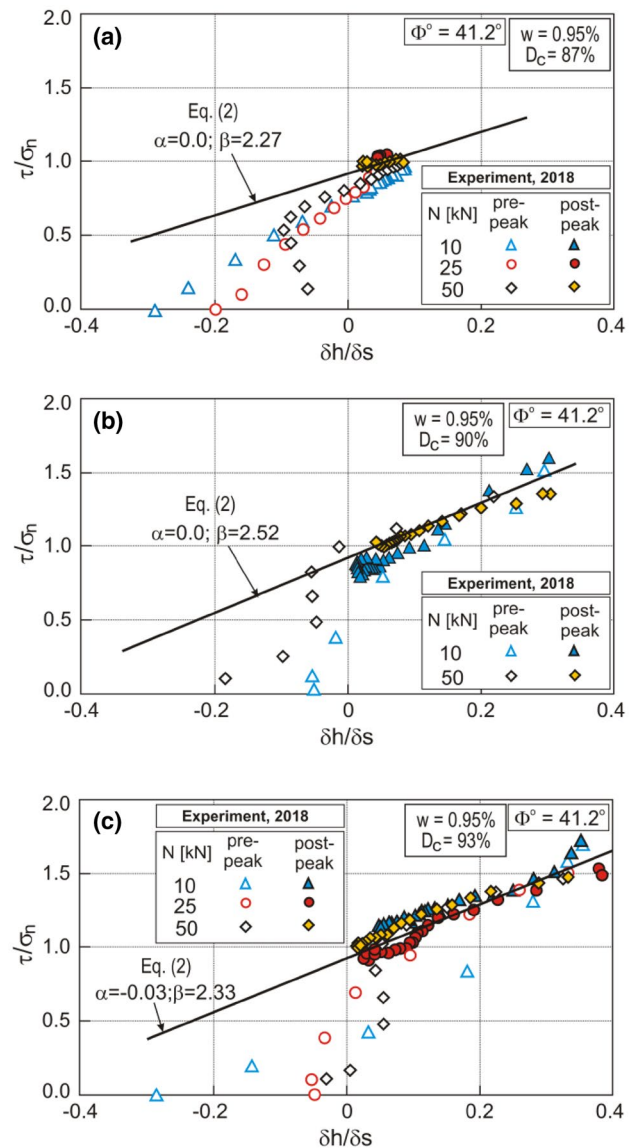 (a)
Φ° = 41.2°
w = 0.95%
Dc = 87%
2.0
1.5
1.0
0.5
0.0
τ/σn
Eq. (2)
α=0.0; β=2.27
Experiment, 2018
N [kN] pre-peak post-peak
10
25
50
-0.4 -0.2 0 0.2 0.4
δh/δs
(b)
w = 0.95%
Dc = 90%
Φ° = 41.2°
2.0
1.5
1.0
0.5
0.0
τ/σn
Eq. (2)
α=0.0; β=2.52
Experiment, 2018
N [kN] pre-peak post-peak
10
50
-0.4 -0.2 0 0.2 0.4
δh/δs
(c)
Experiment, 2018
N [kN] pre-peak post-peak
10
25
50
w = 0.95%
Dc = 93%
Φ° = 41.2°
2.0
1.5
1.0
0.5
0.0
τ/σn
Eq. (2)
α=-0.03;β=2.33
-0.4 -0.2 0 0.2 0.4
δh/δs